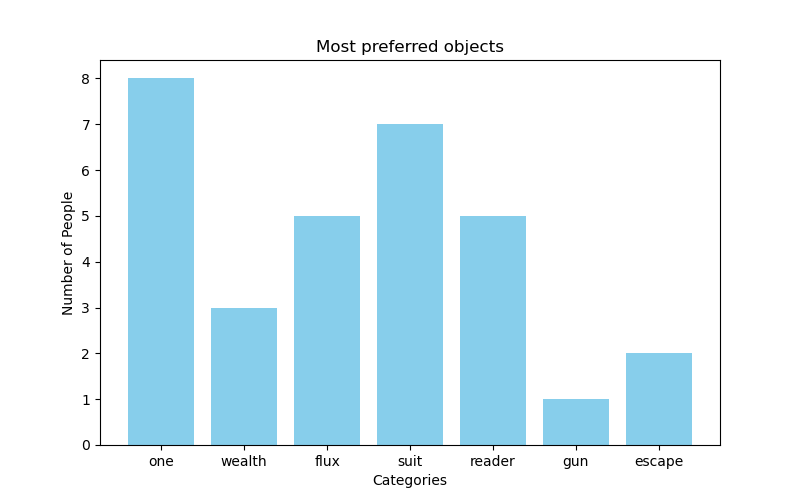 Most preferred objects
8
7
6
5
4
3
2
1
0
Number of People
one wealth flux suit reader gun escape
Categories